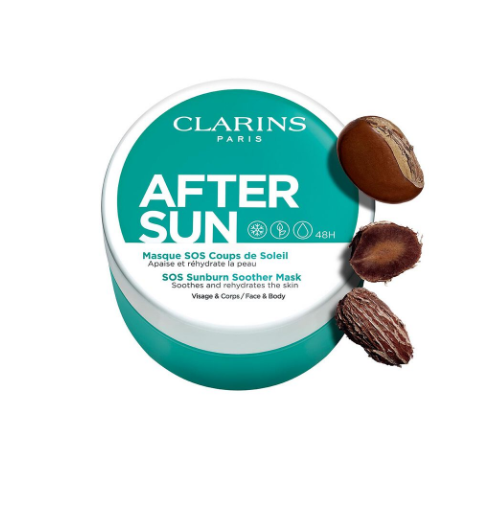 CLARINS
PARIS
AFTER
SUN
48H
Masque SOS Coups de Soleil
Apaise et réhydrate la peau
SOS Sunburn Soother Mask
Soothes and rehydrates the skin
Visage & Corps / Face & Body